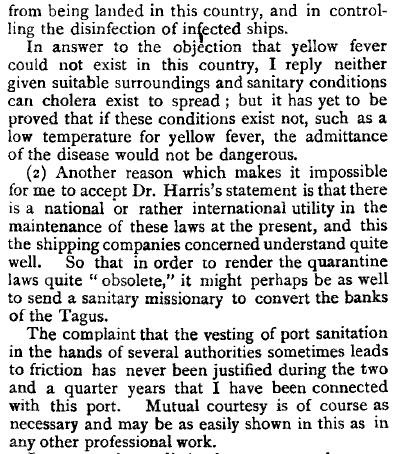 from being landed in this country, and in control-
ling the disinfection of infected ships.
In answer to the objection that yellow fever
could not exist in this country, I reply neither
given suitable surroundings and sanitary conditions
can cholera exist to spread ; but it has yet to be
proved that if these conditions exist not, such as a
low temperature for yellow fever, the admittance
of the disease would not be dangerous.
(2) Another reason which makes it impossible
for me to accept Dr. Harris's statement is that there
is a national or rather international utility in the
maintenance of these laws at the present, and this
the shipping companies concerned understand quite
well. So that in order to render the quarantine
laws quite "obsolete," it might perhaps be as well
to send a sanitary missionary to convert the banks
of the Tagus.
The complaint that the vesting of port sanitation
in the hands of several authorities sometimes leads
to friction has never been justified during the two
and a quarter years that I have been connected
with this port. Mutual courtesy is of course as
necessary and may be as easily shown in this as in
any other professional work.